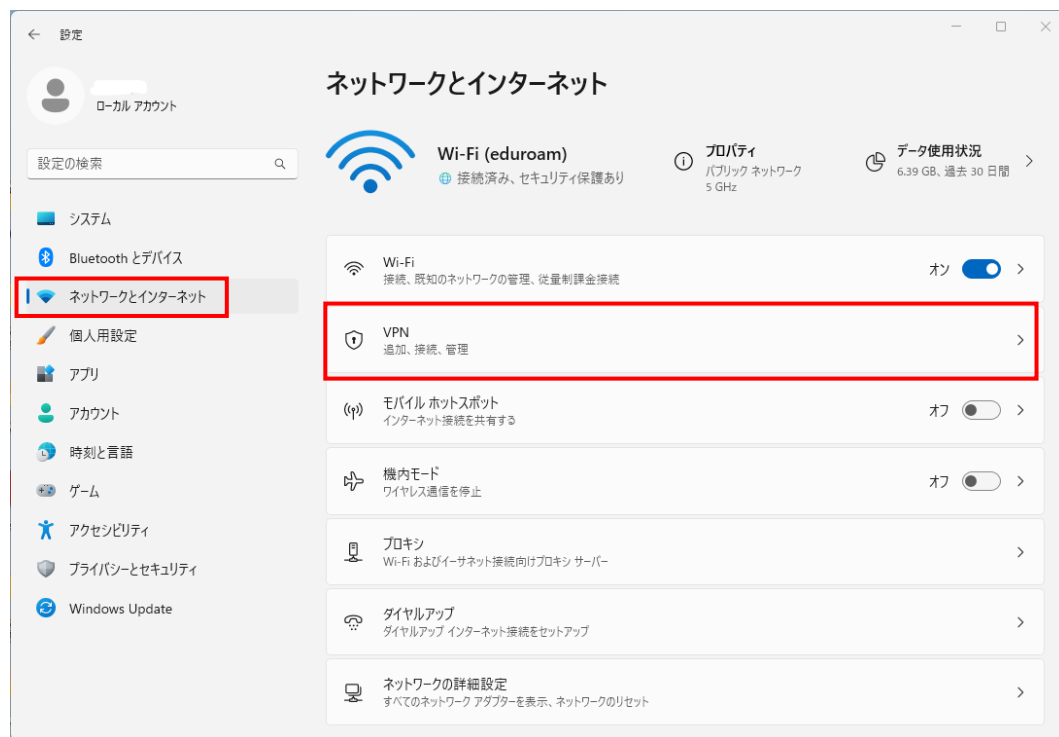 設定
ローカル アカウント
設定の検索
システム
Bluetooth とデバイス
ネットワークとインターネット
個人用設定
アプリ
アカウント
時刻と言語
ゲーム
アクセシビリティ
プライバシーとセキュリティ
Windows Update
ネットワークとインターネット
Wi-Fi (eduroam)
接続済み、セキュリティ保護あり
プロパティ
パブリック ネットワーク
5 GHz
データ使用状況
6.39 GB、過去 30 日間
Wi-Fi
接続、既知のネットワークの管理、従量制課金接続
オン
VPN
追加、接続、管理
モバイル ホットスポット
インターネット接続を共有する
オフ
機内モード
ワイヤレス通信を停止
オフ
プロキシ
Wi-Fi およびイーサネット接続向けプロキシ サーバー
ダイヤルアップ
ダイヤルアップ インターネット接続をセットアップ
ネットワークの詳細設定
すべてのネットワーク アダプターを表示、ネットワークのリセット